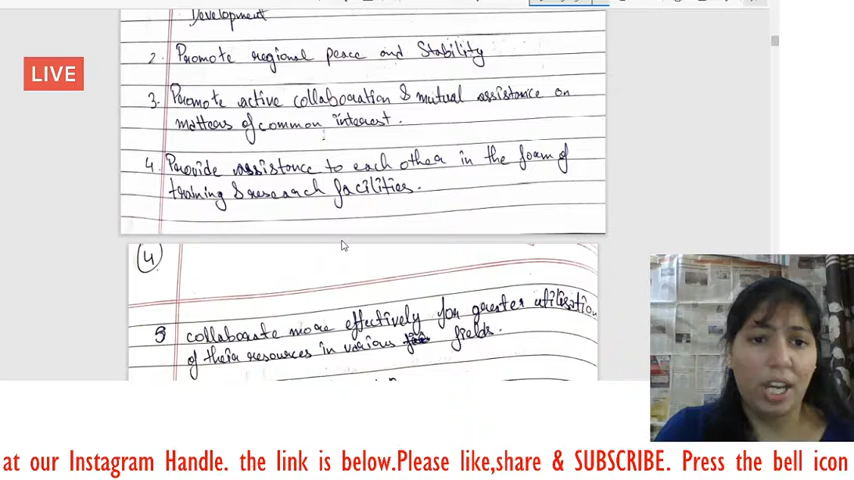 Development
LIVE
2. Promote regional peace and Stability
3. Promote active collaboration & mutual assistance on
matters of common interest.
4. Provide assistance to each other in the form of
training & research facilities.
4
5 collaborate more effectively for greater utilisation
of their resources in various fields.
at our Instagram Handle. the link is below.Please like,share & SUBSCRIBE. Press the bell icon